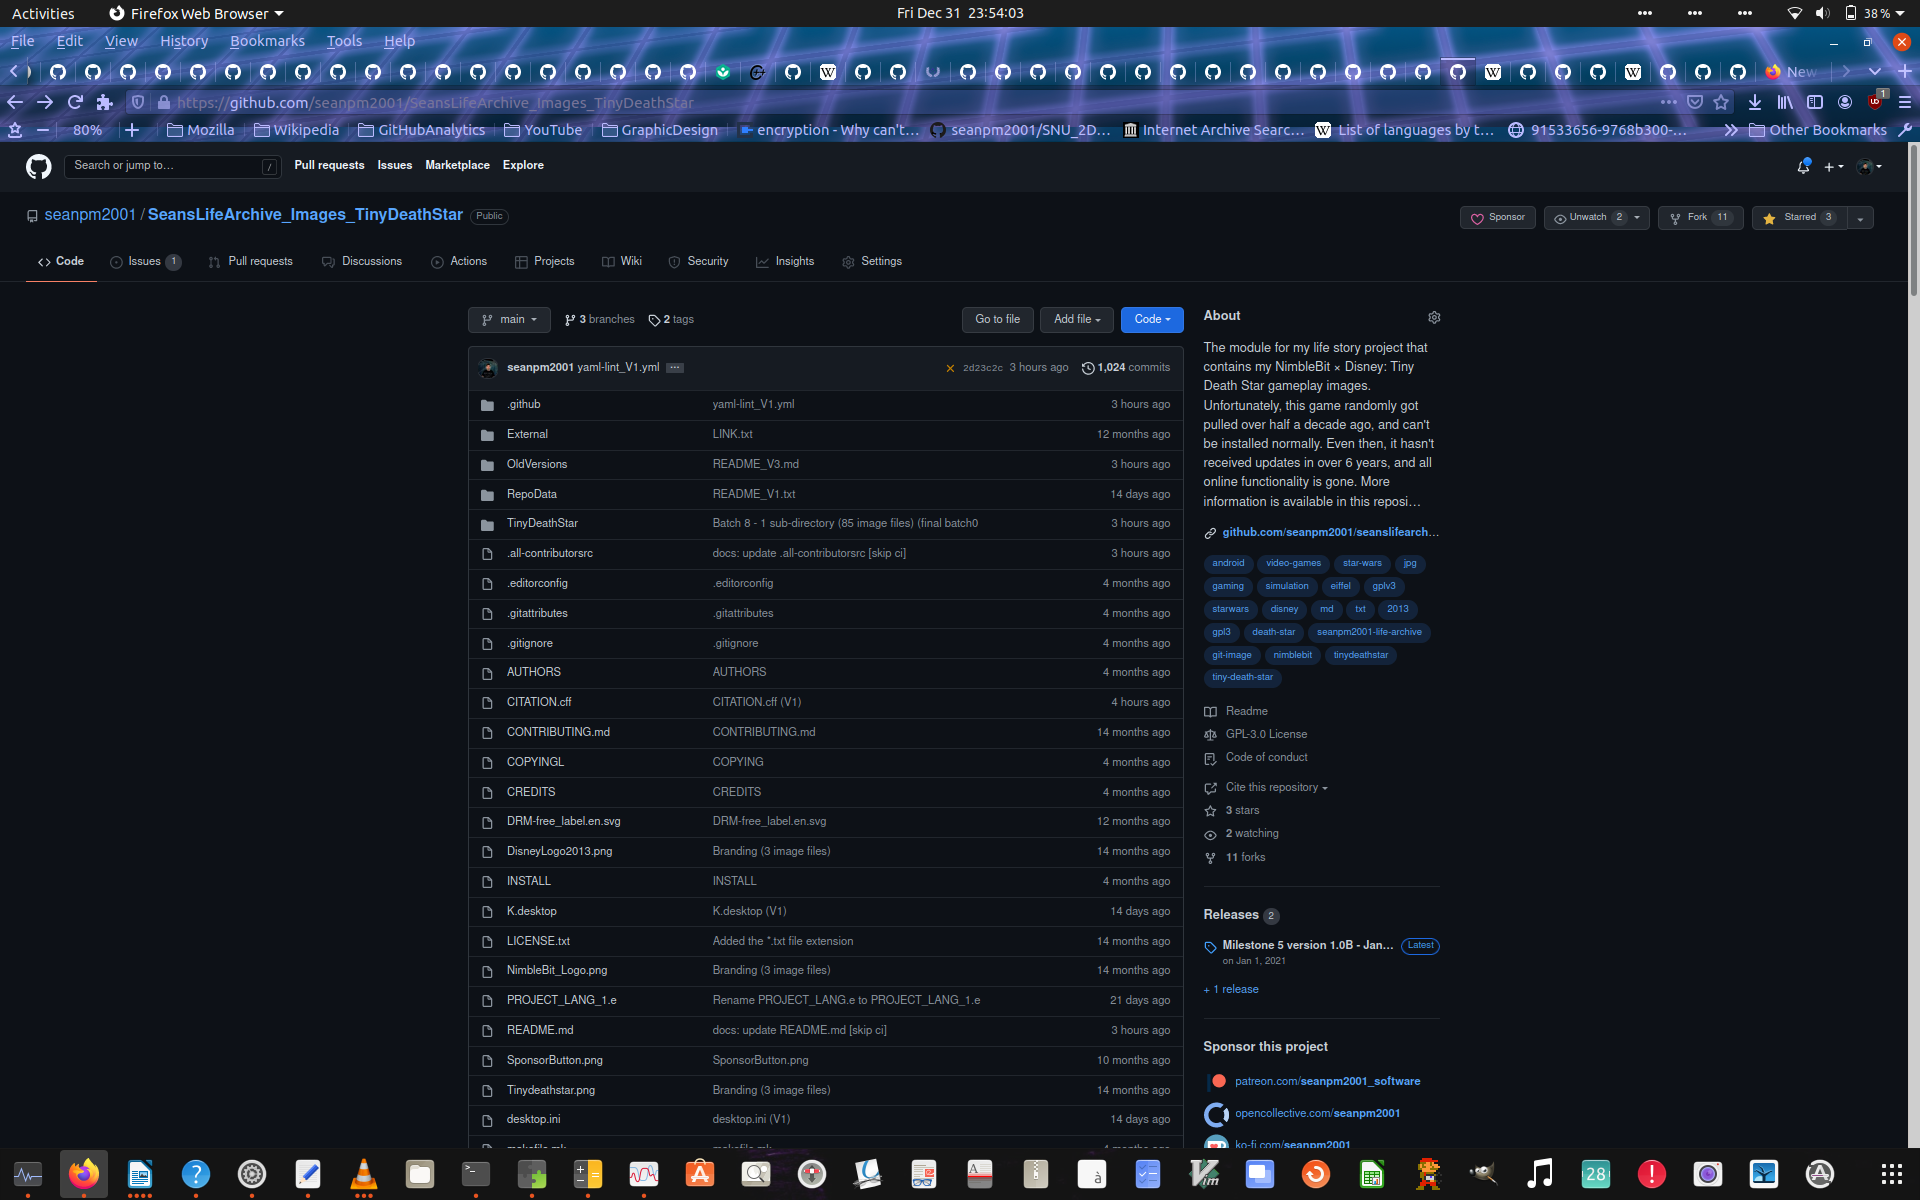 Activities Firefox Web Browser Fri Dec 31 23:54:03 38 %
File Edit View History Bookmarks Tools Help
New
https://github.com/seanpm2001/SeansLifeArchive_Images_TinyDeathStar 1
80% Mozilla Wikipedia GitHubAnalytics YouTube GraphicDesign encryption - Why can't... seanpm2001/SNU_2D... Internet Archive Searc... List of languages by t... 91533656-9768b300-... Other Bookmarks
Search or jump to... / Pull requests Issues Marketplace Explore
seanpm2001 / SeansLifeArchive_Images_TinyDeathStar Public Sponsor Unwatch 2 Fork 11 Starred 3
Code Issues 1 Pull requests Discussions Actions Projects Wiki Security Insights Settings
main 3 branches 2 tags Go to file Add file Code
seanpm2001 yaml-lint_V1.yml ... 2d23c2c 3 hours ago 1,024 commits
.github yaml-lint_V1.yml 3 hours ago
External LINK.txt 12 months ago
OldVersions README_V3.md 3 hours ago
RepoData README_V1.txt 14 days ago
TinyDeathStar Batch 8 - 1 sub-directory (85 image files) (final batch0 3 hours ago
.all-contributorsrc docs: update .all-contributorsrc [skip ci] 3 hours ago
.editorconfig .editorconfig 4 months ago
.gitattributes .gitattributes 4 months ago
.gitignore .gitignore 4 months ago
AUTHORS AUTHORS 4 months ago
CITATION.cff CITATION.cff (V1) 4 hours ago
CONTRIBUTING.md CONTRIBUTING.md 14 months ago
COPYINGL COPYING 4 months ago
CREDITS CREDITS 4 months ago
DRM-free_label.en.svg DRM-free_label.en.svg 12 months ago
DisneyLogo2013.png Branding (3 image files) 14 months ago
INSTALL INSTALL 4 months ago
K.desktop K.desktop (V1) 14 days ago
LICENSE.txt Added the *.txt file extension 14 months ago
NimbleBit_Logo.png Branding (3 image files) 14 months ago
PROJECT_LANG_1.e Rename PROJECT_LANG.e to PROJECT_LANG_1.e 21 days ago
README.md docs: update README.md [skip ci] 3 hours ago
SponsorButton.png SponsorButton.png 10 months ago
Tinydeathstar.png Branding (3 image files) 14 months ago
desktop.ini desktop.ini (V1) 14 days ago
About
The module for my life story project that
contains my NimbleBit × Disney: Tiny
Death Star gameplay images.
Unfortunately, this game randomly got
pulled over half a decade ago, and can't
be installed normally. Even then, it hasn't
received updates in over 6 years, and all
online functionality is gone. More
information is available in this reposi...
github.com/seanpm2001/seanslifearch...
android video-games star-wars jpg
gaming simulation eiffel gplv3
starwars disney md txt 2013
gpl3 death-star seanpm2001-life-archive
git-image nimblebit tinydeathstar
tiny-death-star
Readme
GPL-3.0 License
Code of conduct
Cite this repository
3 stars
2 watching
11 forks
Releases 2
Milestone 5 version 1.0B - Jan... Latest
on Jan 1, 2021
+ 1 release
Sponsor this project
patreon.com/seanpm2001_software
opencollective.com/seanpm2001
ko-fi.com/seanpm2001
28